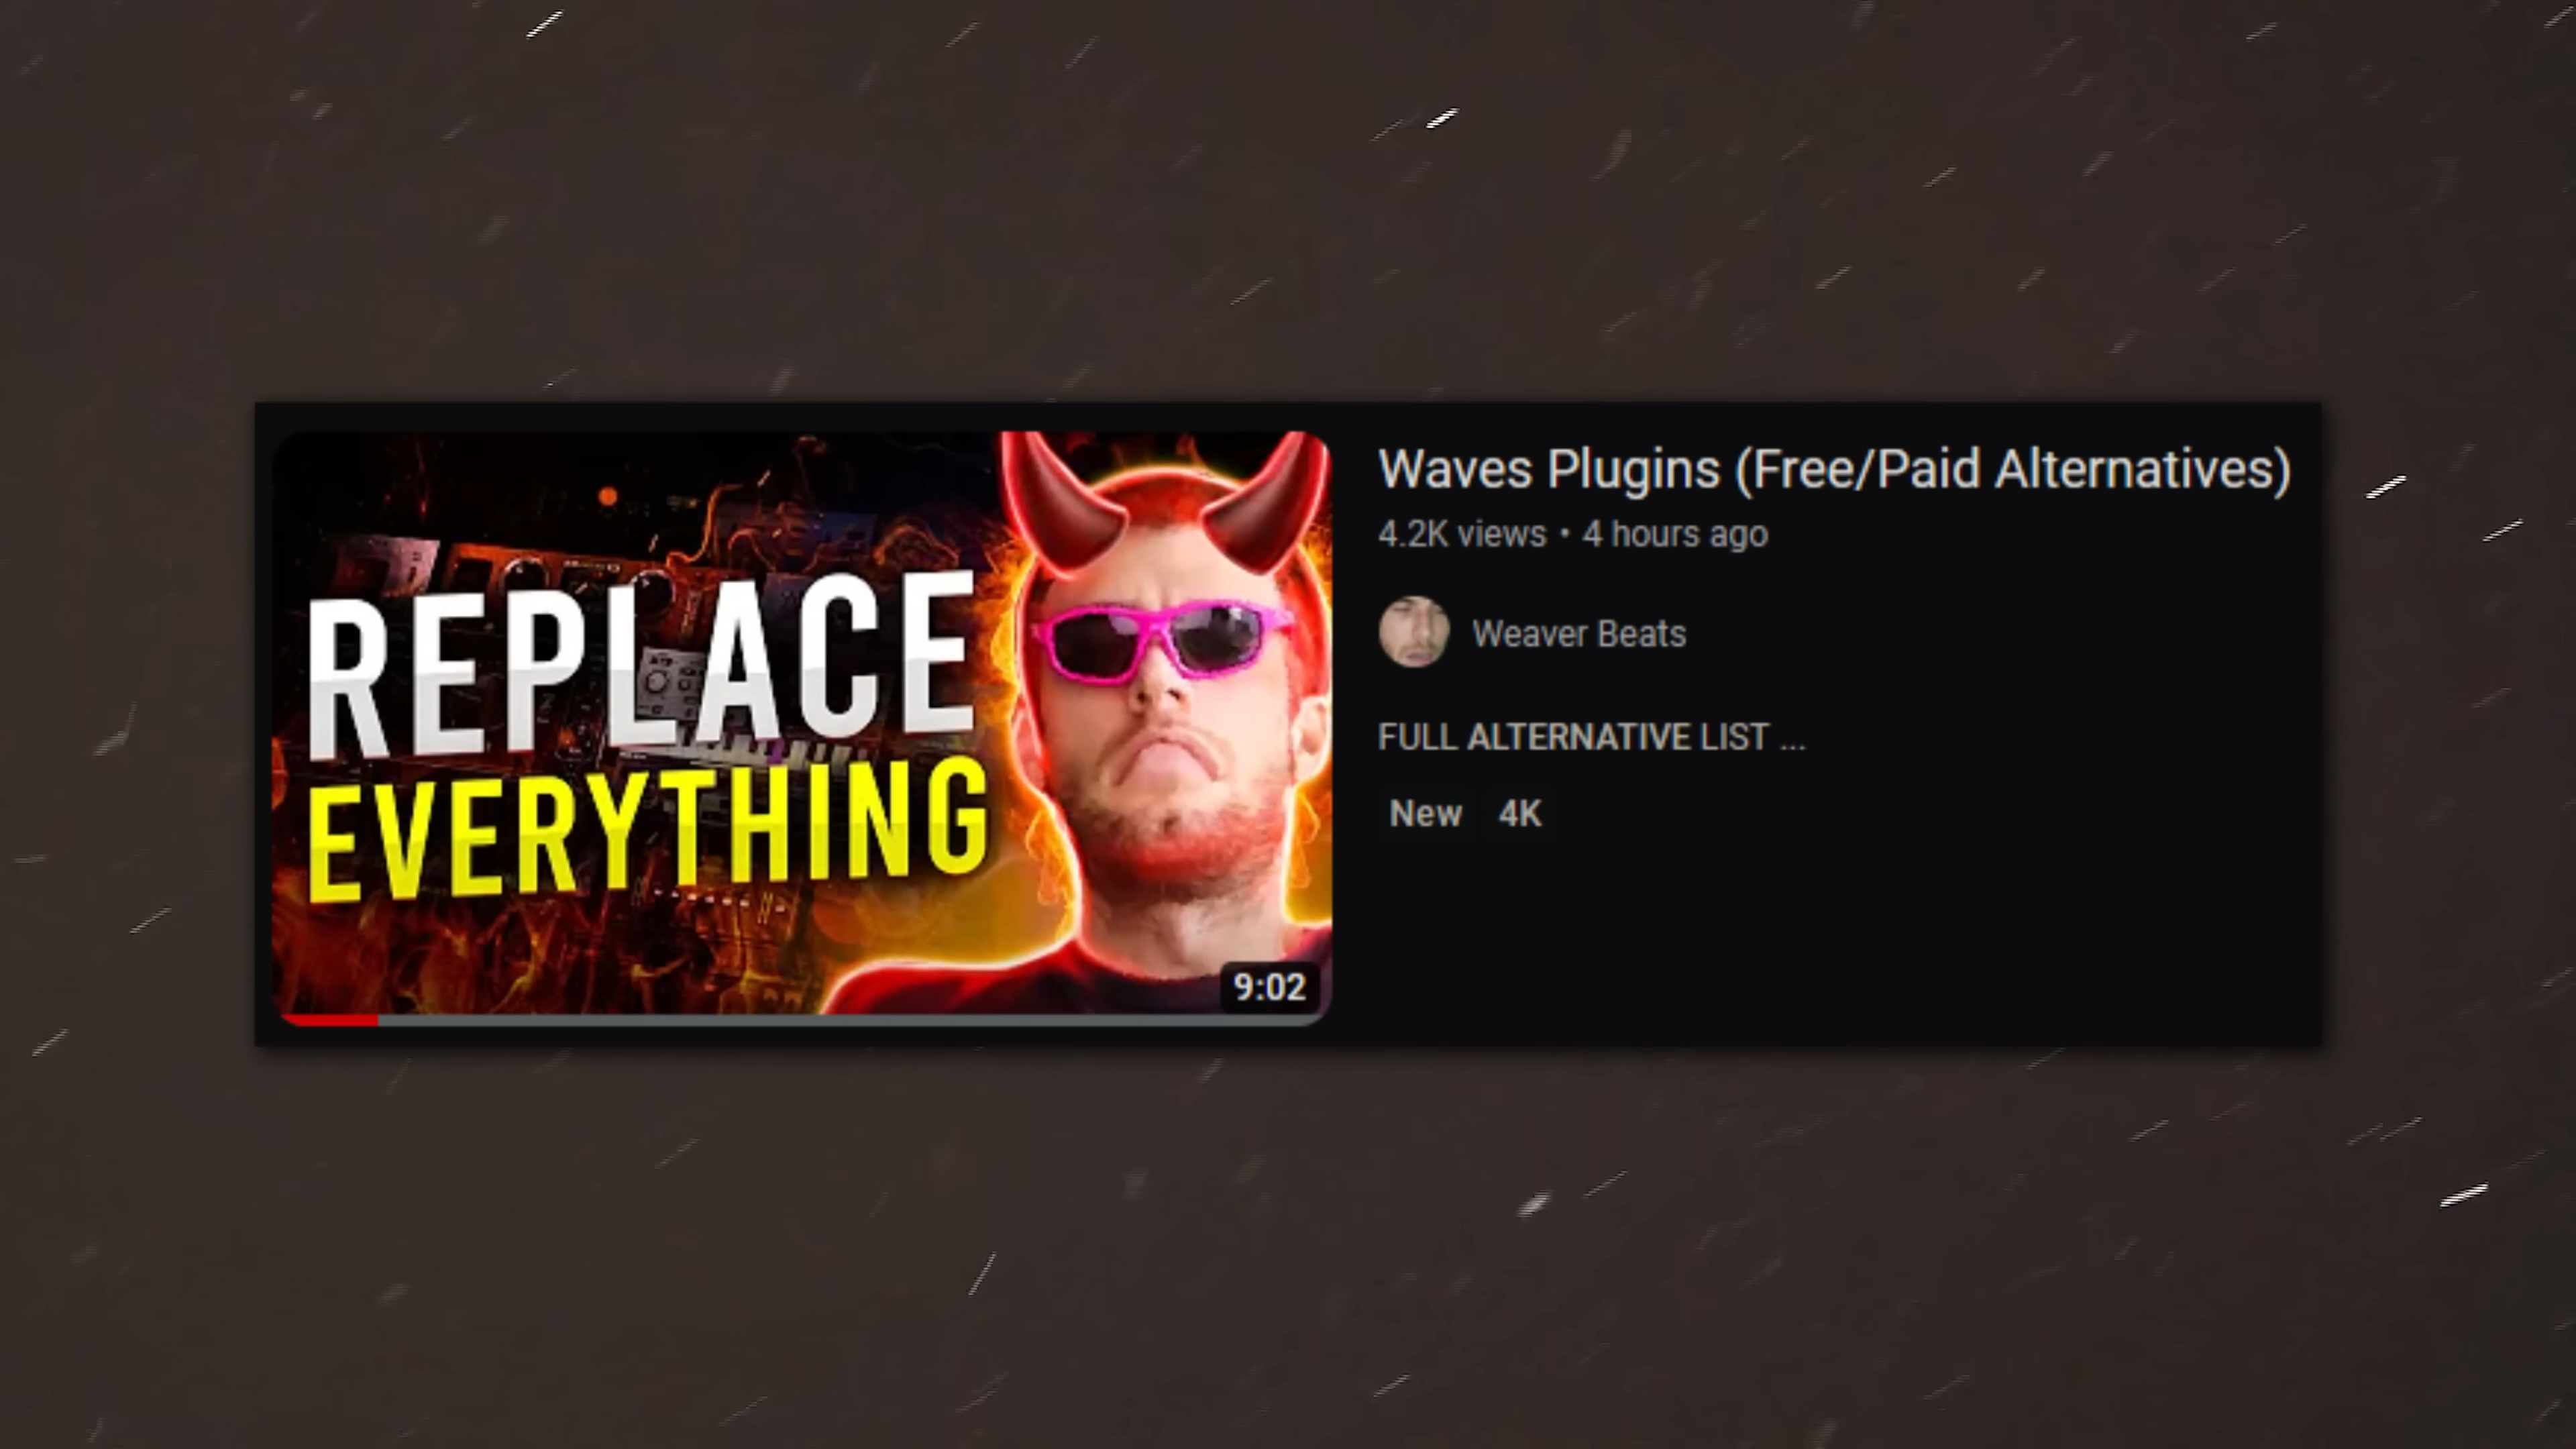 REPLACE
EVERYTHING
9:02
Waves Plugins (Free/Paid Alternatives)
4.2K views • 4 hours ago
Weaver Beats
FULL ALTERNATIVE LIST ...
New 4K